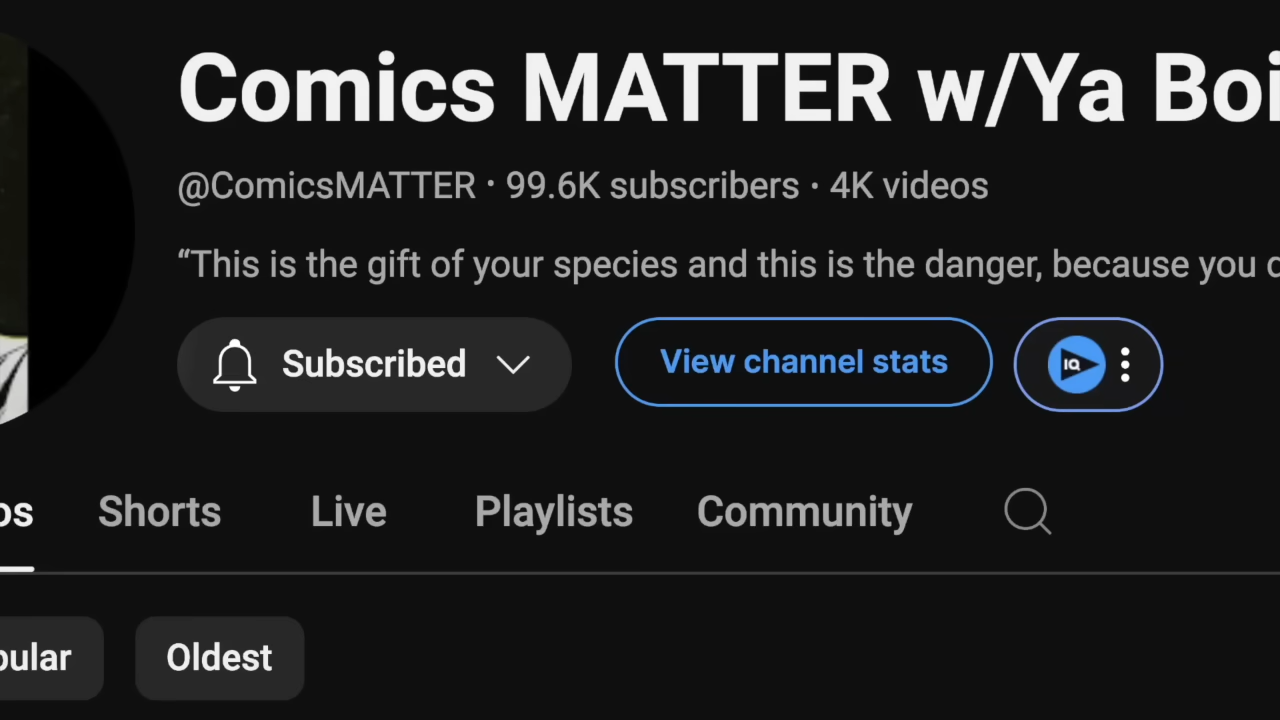 Comics MATTER w/Ya Boi
@ComicsMATTER · 99.6K subscribers · 4K videos
“This is the gift of your species and this is the danger, because you
Subscribed
View channel stats
IQ
Shorts Live Playlists Community
Oldest